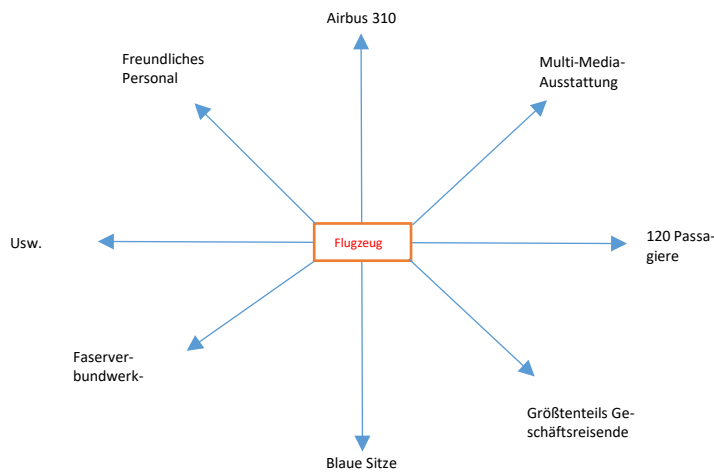 Airbus 310
Freundliches
Personal
Multi-Media-
Ausstattung
Usw.
Flugzeug
120 Passa-
giere
Faserver-
bundwerk-
Größtenteils Ge-
schäftsreisende
Blaue Sitze